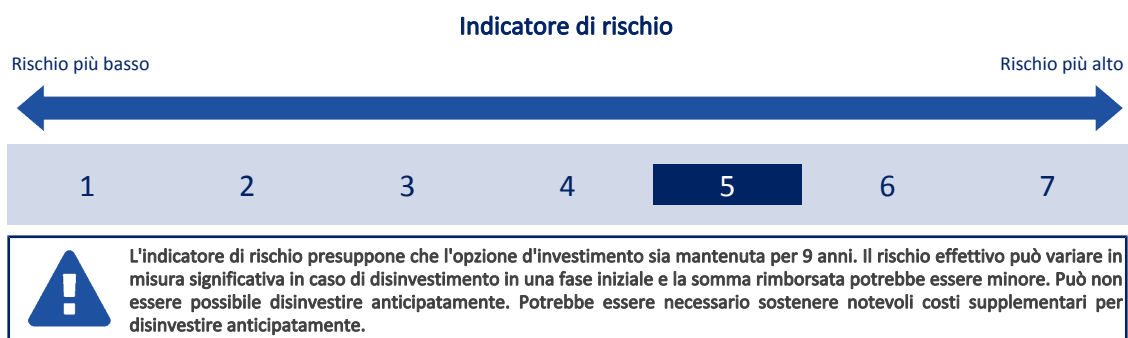 Indicatore di rischio
Rischio più basso
Rischio più alto
1 2 3 4 5 6 7
L'indicatore di rischio presuppone che l'opzione d'investimento sia mantenuta per 9 anni. Il rischio effettivo può variare in
misura significativa in caso di disinvestimento in una fase iniziale e la somma rimborsata potrebbe essere minore. Può non
essere possibile disinvestire anticipatamente. Potrebbe essere necessario sostenere notevoli costi supplementari per
disinvestire anticipatamente.